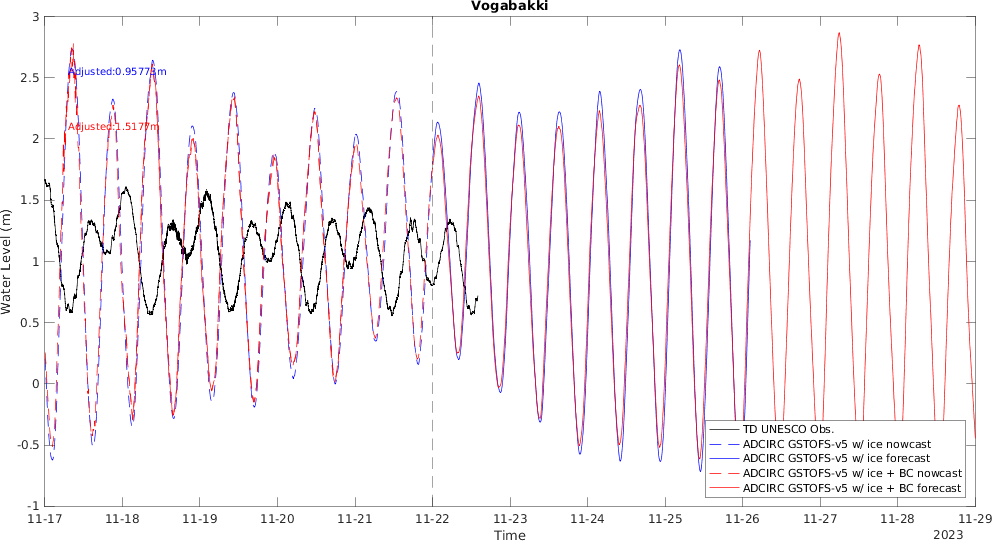 Vogabakki
3
2.5
2
1.5
1
0.5
0
-0.5
-1
Water Level (m)
Adjusted:0.95773m
Adjusted:1.5177m
TD UNESCO Obs.
ADCIRC GSTOFS-v5 w/ ice nowcast
ADCIRC GSTOFS-v5 w/ ice forecast
ADCIRC GSTOFS-v5 w/ ice + BC nowcast
ADCIRC GSTOFS-v5 w/ ice + BC forecast
11-17 11-18 11-19 11-20 11-21 11-22 11-23 11-24 11-25 11-26 11-27 11-28 11-29
Time
2023